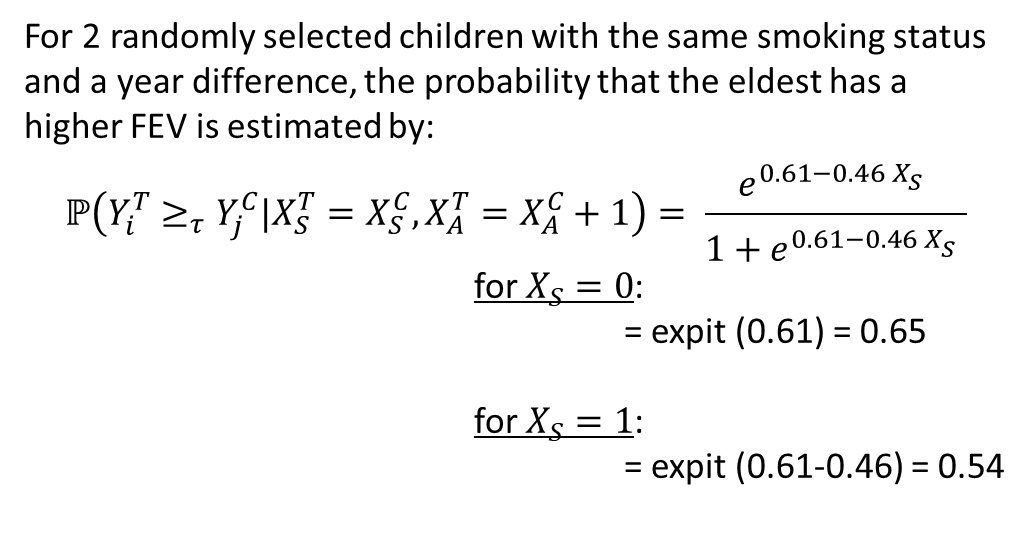 For 2 randomly selected children with the same smoking status
and a year difference, the probability that the eldest has a
higher FEV is estimated by:
ℙ(Y_i^T ≥_τ Y_j^C|X_S^T = X_S^C, X_A^T = X_A^C + 1) = e^{0.61−0.46 X_S} / 1 + e^{0.61−0.46 X_S}
for X_S = 0:
= expit (0.61) = 0.65
for X_S = 1:
= expit (0.61-0.46) = 0.54